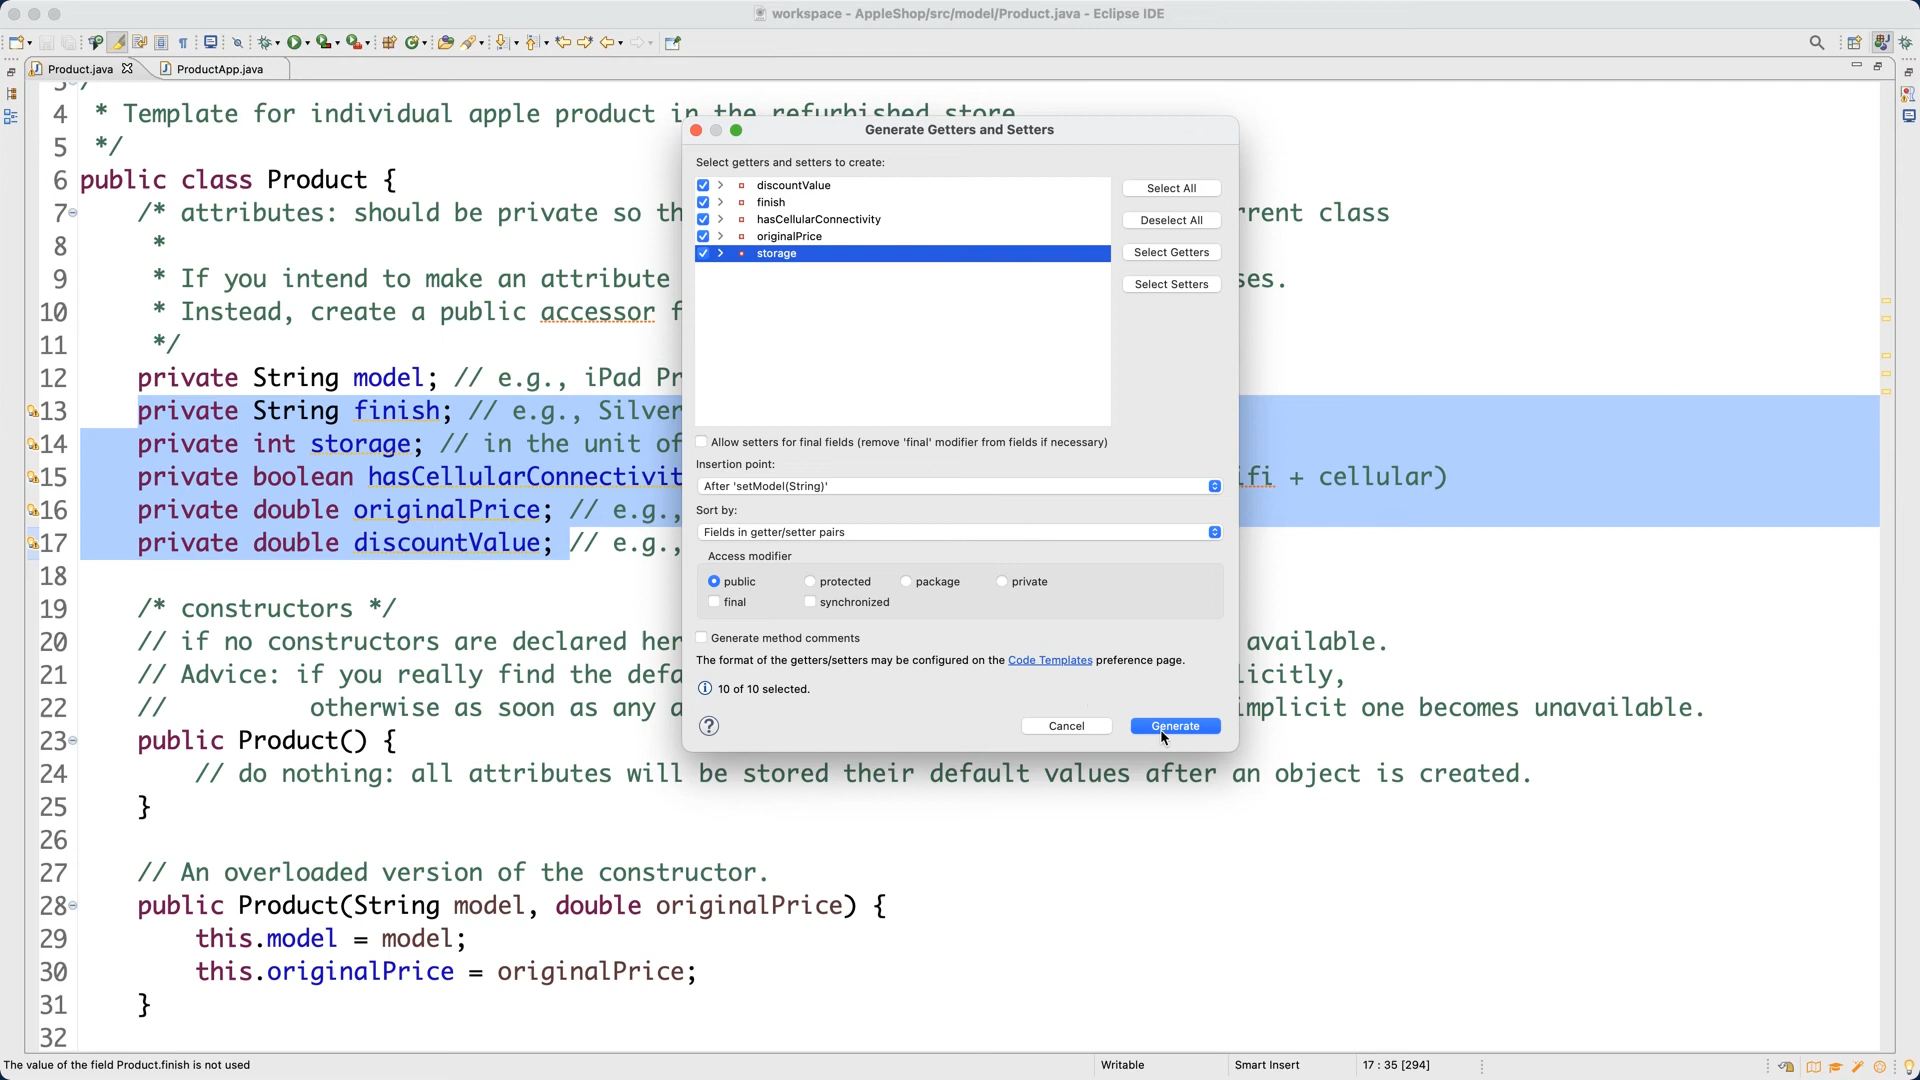 workspace - AppleShop/src/model/Product.java - Eclipse IDE
Product.java
ProductApp.java
4 * Template for individual apple product in the refurbished store
5 */
6 public class Product {
7 /* attributes: should be private so th
rrent class
8 *
9 * If you intend to make an attribute
ses.
10 * Instead, create a public accessor f
11 */
12 private String model; // e.g., iPad Pr
13 private String finish; // e.g., Silver
14 private int storage; // in the unit of
15 private boolean hasCellularConnectivit
ifi + cellular)
16 private double originalPrice; // e.g.,
17 private double discountValue; // e.g.,
18
19 /* constructors */
20 // if no constructors are declared her
available.
21 // Advice: if you really find the defa
licitly,
22 // otherwise as soon as any a
implicit one becomes unavailable.
23 public Product() {
24 // do nothing: all attributes will be stored their default values after an object is created.
25 }
26
27 // An overloaded version of the constructor.
28 public Product(String model, double originalPrice) {
29 this.model = model;
30 this.originalPrice = originalPrice;
31 }
32
Generate Getters and Setters
Select getters and setters to create:
discountValue
finish
hasCellularConnectivity
originalPrice
storage
Select All
Deselect All
Select Getters
Select Setters
Allow setters for final fields (remove 'final' modifier from fields if necessary)
Insertion point:
After 'setModel(String)'
Sort by:
Fields in getter/setter pairs
Access modifier
public protected package private
final synchronized
Generate method comments
The format of the getters/setters may be configured on the Code Templates preference page.
10 of 10 selected.
Cancel Generate
The value of the field Product.finish is not used
Writable
Smart Insert
17 : 35 [294]